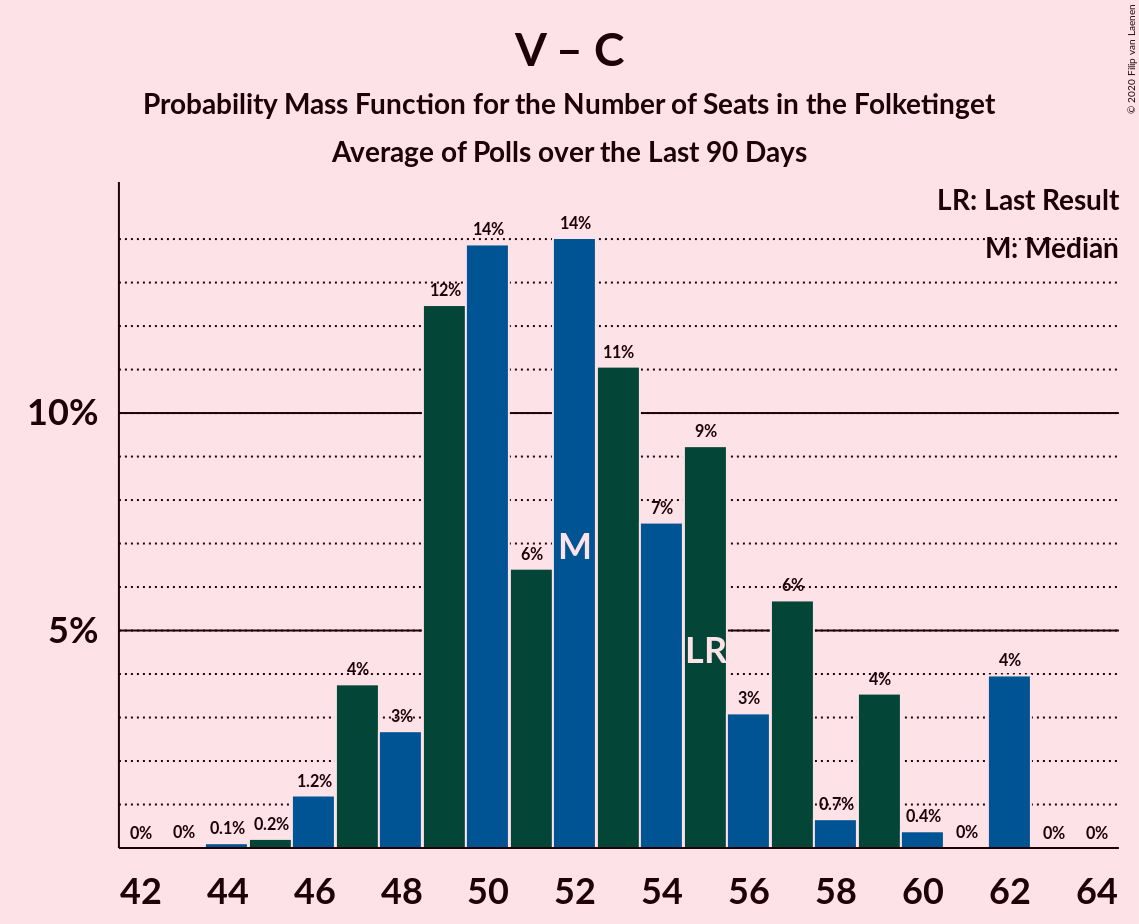 V – C
Probability Mass Function for the Number of Seats in the Folketinget
Average of Polls over the Last 90 Days
© 2020 Filip van Laenen
LR: Last Result
M: Median
10%
5%
0%
0%
0.1%
0.2%
1.2%
4%
3%
12%
14%
6%
14%
11%
7%
9%
3%
6%
0.7%
4%
0.4%
0%
4%
0%
0%
M
LR
42 44 46 48 50 52 54 56 58 60 62 64